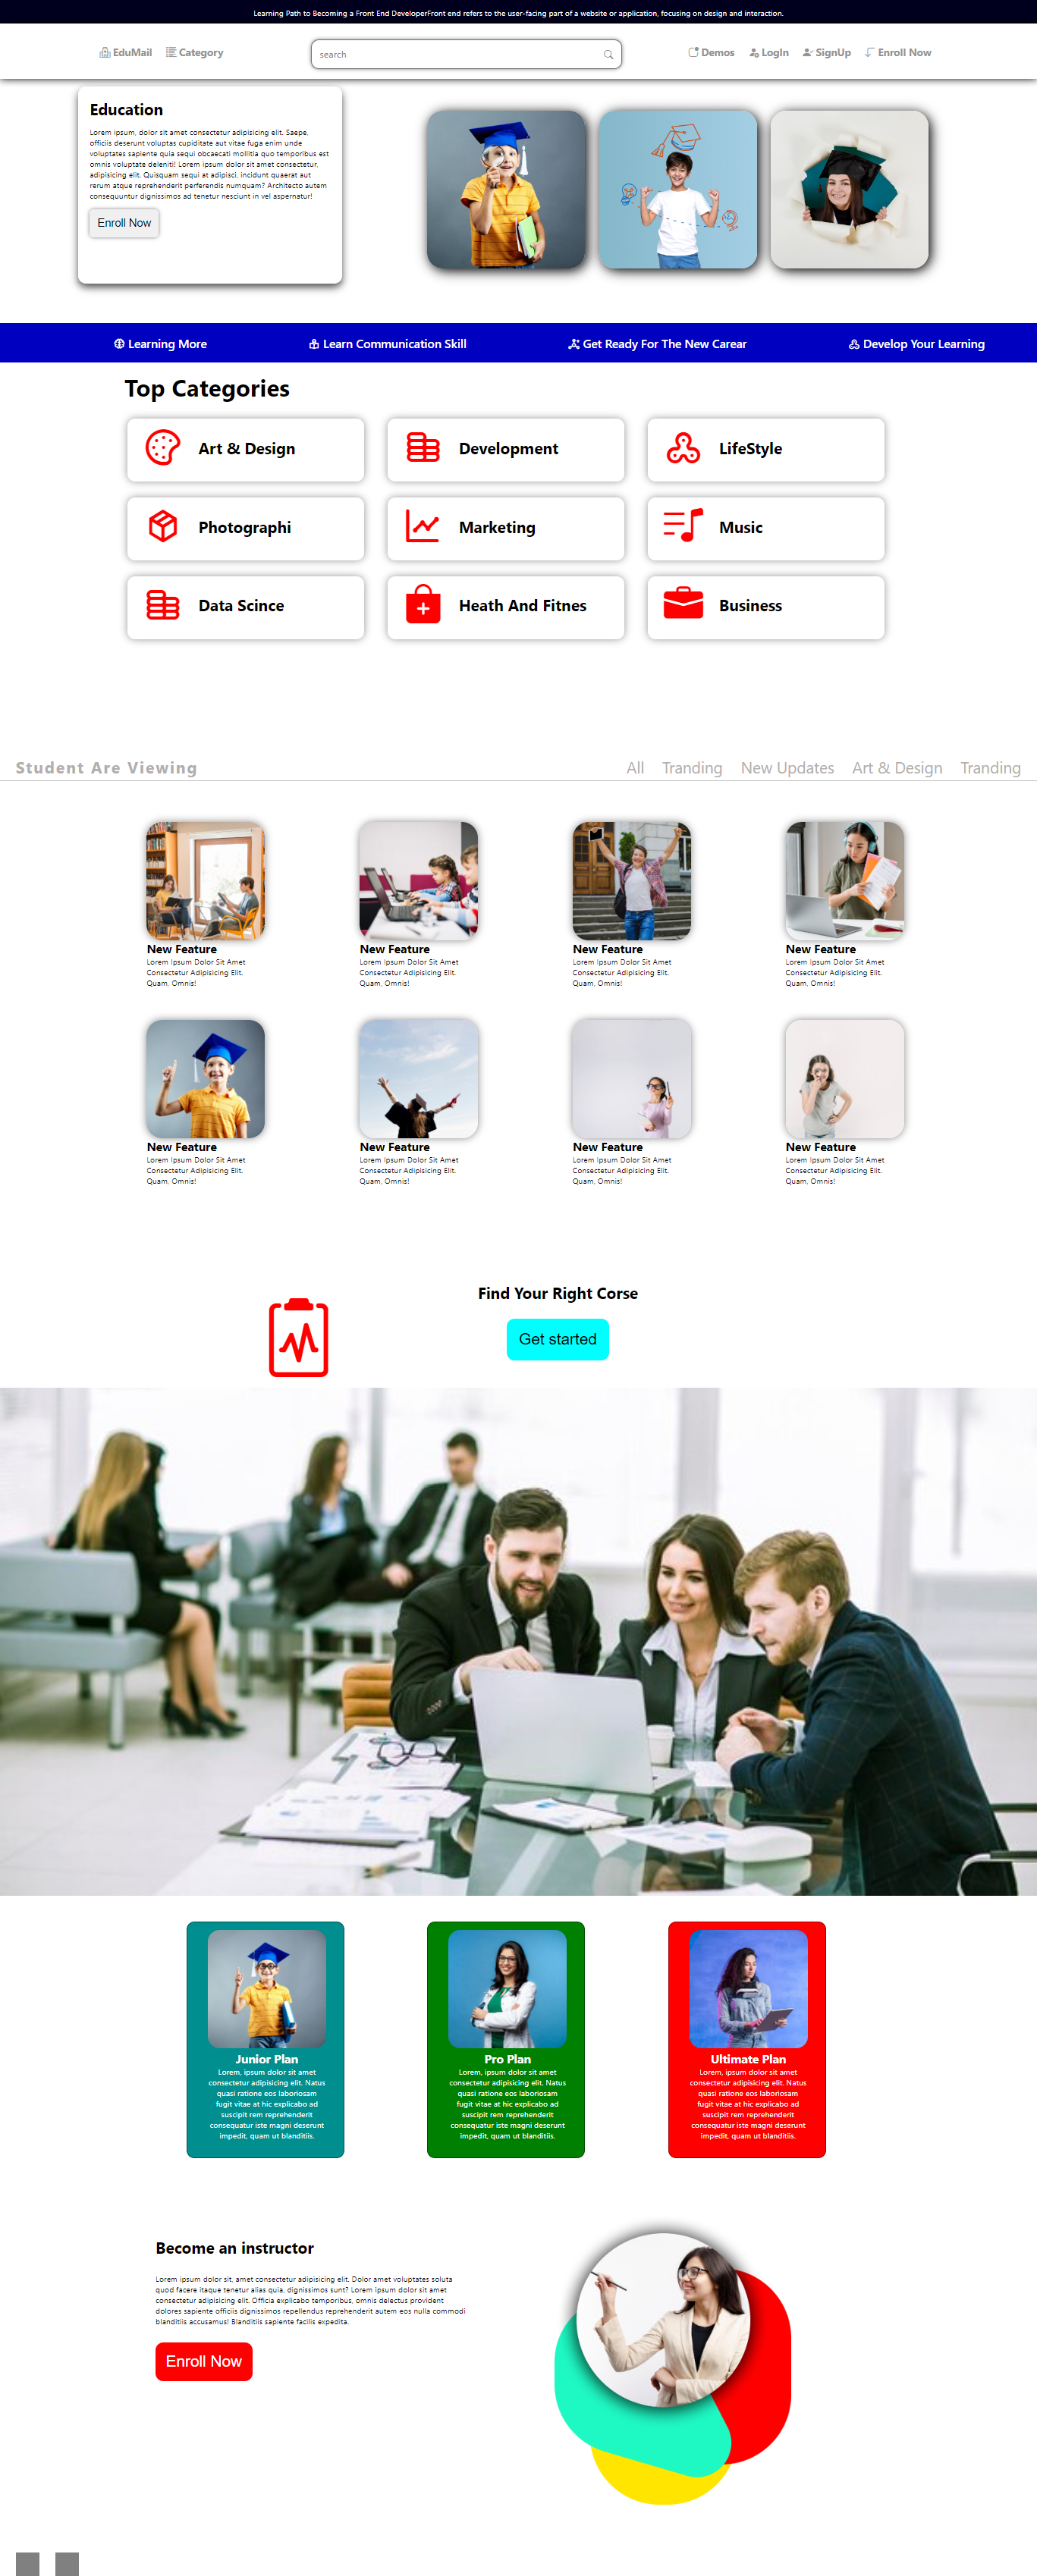 Learning Path to Becoming a Front End DeveloperFront end refers to the user-facing part of a website or application, focusing on design and interaction.
EduMail Category search Demos LogIn SignUp Enroll Now
Education
Lorem ipsum, dolor sit amet consectetur adipisicing elit. Saepe,
officiis deserunt voluptas cupiditate aut vitae fuga enim unde
voluptates sapiente quia sequi obcaecati mollitia quo temporibus est
omnis voluptate deleniti! Lorem ipsum dolor sit amet consectetur,
adipisicing elit. Quisquam sequi at adipisci, incidunt quaerat aut
rerum atque reprehenderit perferendis numquam? Architecto autem
consequuntur dignissimos ad tenetur nesciunt in vel aspernatur!
Enroll Now
Learning More Learn Communication Skill Get Ready For The New Carear Develop Your Learning
Top Categories
Art & Design Development LifeStyle
Photographi Marketing Music
Data Scince Heath And Fitnes Business
Student Are Viewing All Tranding New Updates Art & Design Tranding
New Feature New Feature New Feature New Feature
Lorem Ipsum Dolor Sit Amet Lorem Ipsum Dolor Sit Amet Lorem Ipsum Dolor Sit Amet Lorem Ipsum Dolor Sit Amet
Consectetur Adipisicing Elit. Consectetur Adipisicing Elit. Consectetur Adipisicing Elit. Consectetur Adipisicing Elit.
Quam, Omnis! Quam, Omnis! Quam, Omnis! Quam, Omnis!
New Feature New Feature New Feature New Feature
Lorem Ipsum Dolor Sit Amet Lorem Ipsum Dolor Sit Amet Lorem Ipsum Dolor Sit Amet Lorem Ipsum Dolor Sit Amet
Consectetur Adipisicing Elit. Consectetur Adipisicing Elit. Consectetur Adipisicing Elit. Consectetur Adipisicing Elit.
Quam, Omnis! Quam, Omnis! Quam, Omnis! Quam, Omnis!
Find Your Right Corse
Get started
Junior Plan
Lorem, ipsum dolor sit amet
consectetur adipisicing elit. Natus
quasi ratione eos laboriosam
fugit vitae at hic explicabo ad
suscipit rem reprehenderit
consequatur iste magni deserunt
impedit, quam ut blanditiis.
Pro Plan
Lorem, ipsum dolor sit amet
consectetur adipisicing elit. Natus
quasi ratione eos laboriosam
fugit vitae at hic explicabo ad
suscipit rem reprehenderit
consequatur iste magni deserunt
impedit, quam ut blanditiis.
Ultimate Plan
Lorem, ipsum dolor sit amet
consectetur adipisicing elit. Natus
quasi ratione eos laboriosam
fugit vitae at hic explicabo ad
suscipit rem reprehenderit
consequatur iste magni deserunt
impedit, quam ut blanditiis.
Become an instructor
Lorem ipsum dolor sit, amet consectetur adipisicing elit. Dolor amet voluptates soluta
quod facere itaque tenetur alias quia, dignissimos sunt? Lorem ipsum dolor sit amet
consectetur adipisicing elit. Officia explicabo temporibus, omnis delectus provident
dolores sapiente officiis dignissimos repellendus reprehenderit autem eos nulla commodi
blanditiis accusamus! Blanditiis sapiente facilis expedita.
Enroll Now